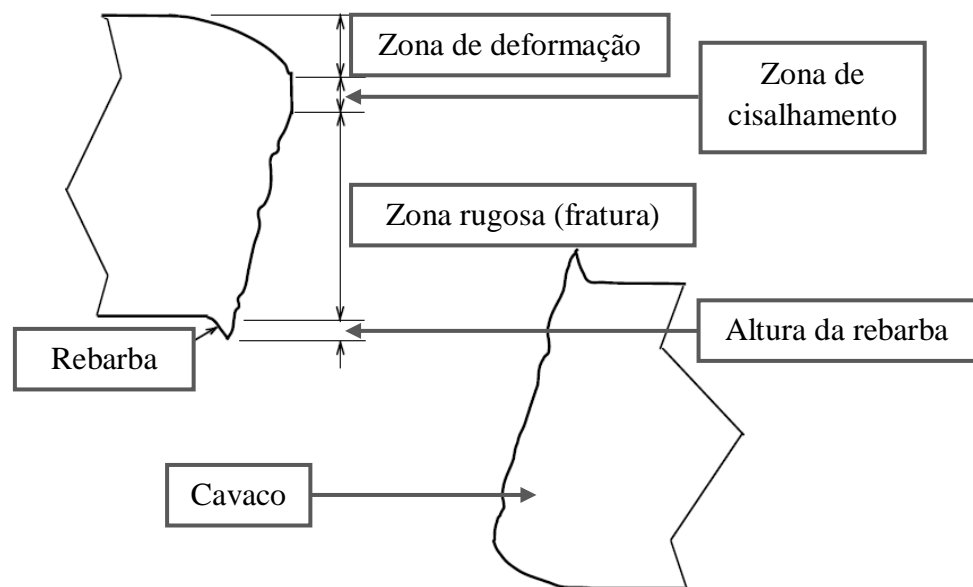 Zona de deformação
Zona de
cisalhamento
Zona rugosa (fratura)
Altura da rebarba
Rebarba
Cavaco